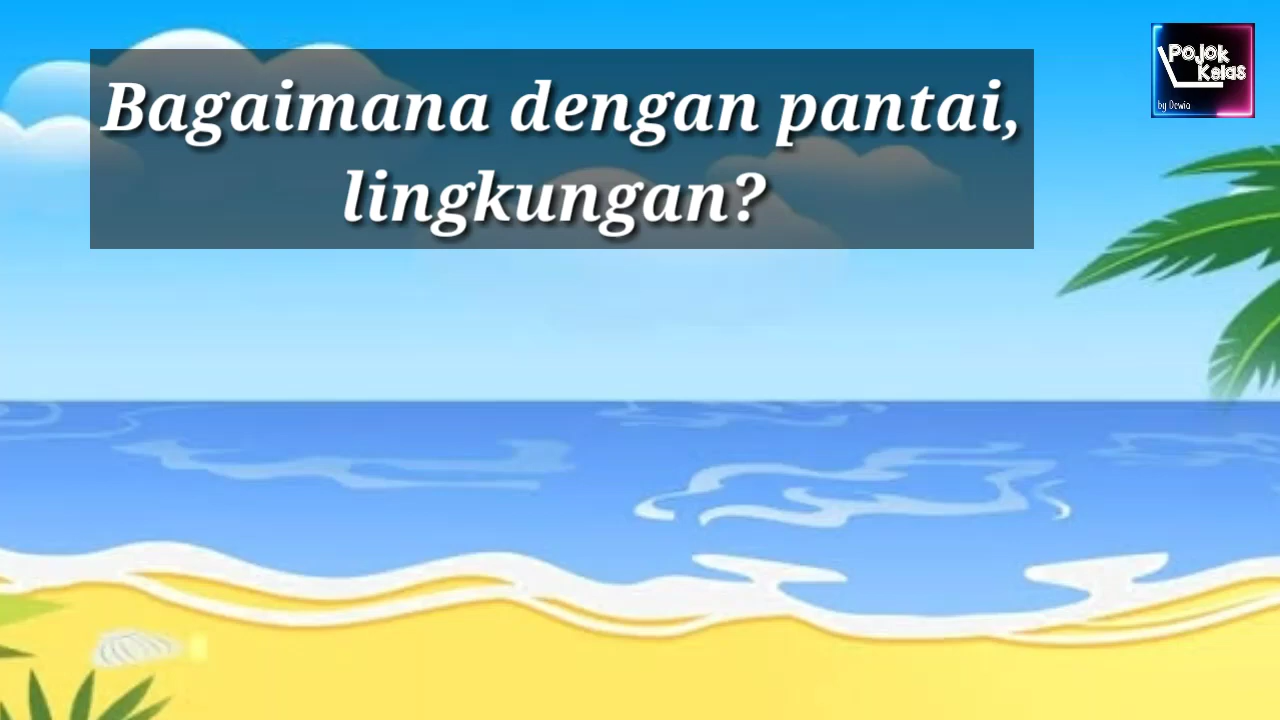 Bagaimana dengan pantai,
lingkungan?
Pojok
Kelas
by Dewia